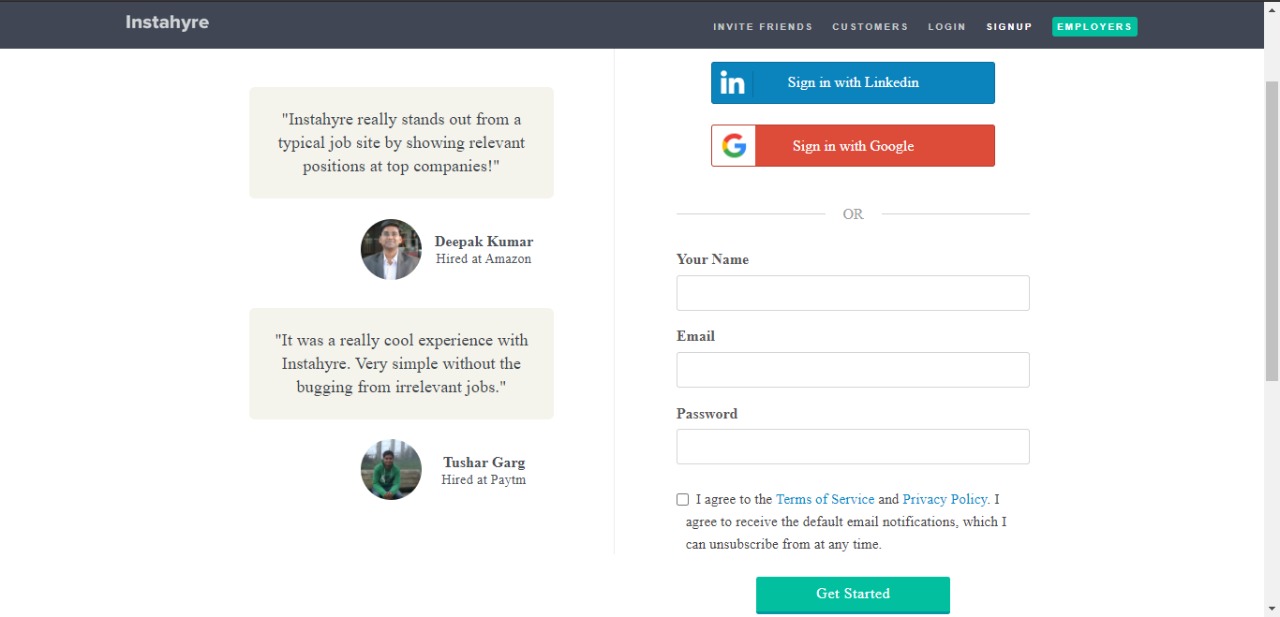 Instahyre
INVITE FRIENDS CUSTOMERS LOGIN SIGNUP EMPLOYERS
"Instahyre really stands out from a
typical job site by showing relevant
positions at top companies!"
Deepak Kumar
Hired at Amazon
"It was a really cool experience with
Instahyre. Very simple without the
bugging from irrelevant jobs."
Tushar Garg
Hired at Paytm
in Sign in with Linkedin
G Sign in with Google
OR
Your Name
Email
Password
I agree to the Terms of Service and Privacy Policy. I
agree to receive the default email notifications, which I
can unsubscribe from at any time.
Get Started